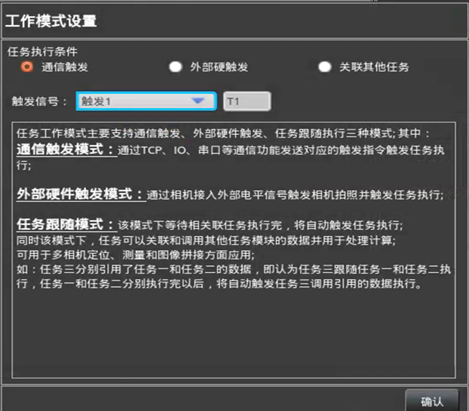 工作模式设置
任务执行条件
通信触发 外部硬触发 关联其他任务
触发信号： 触发1 T1
任务工作模式主要支持通信触发、外部硬件触发、任务跟随执行三种模式;其中：
通信触发模式：通过TCP、IO、串口等通信功能发送对应的触发指令触发任务执
行;
外部硬件触发模式：通过相机接入外部电平信号触发相机拍照并触发任务执行;
任务跟随模式：该模式下等待相关联任务执行完，将自动触发任务执行;
同时该模式下，任务可以关联和调用其他任务模块的数据并用于处理计算;
可用于多相机定位、测量和图像拼接方面应用;
如：任务三分别引用了任务一和任务二的数据，即认为任务三跟随任务一和任务二执
行，任务一和任务二分别执行完以后，将自动触发任务三调用引用的数据执行。
确认